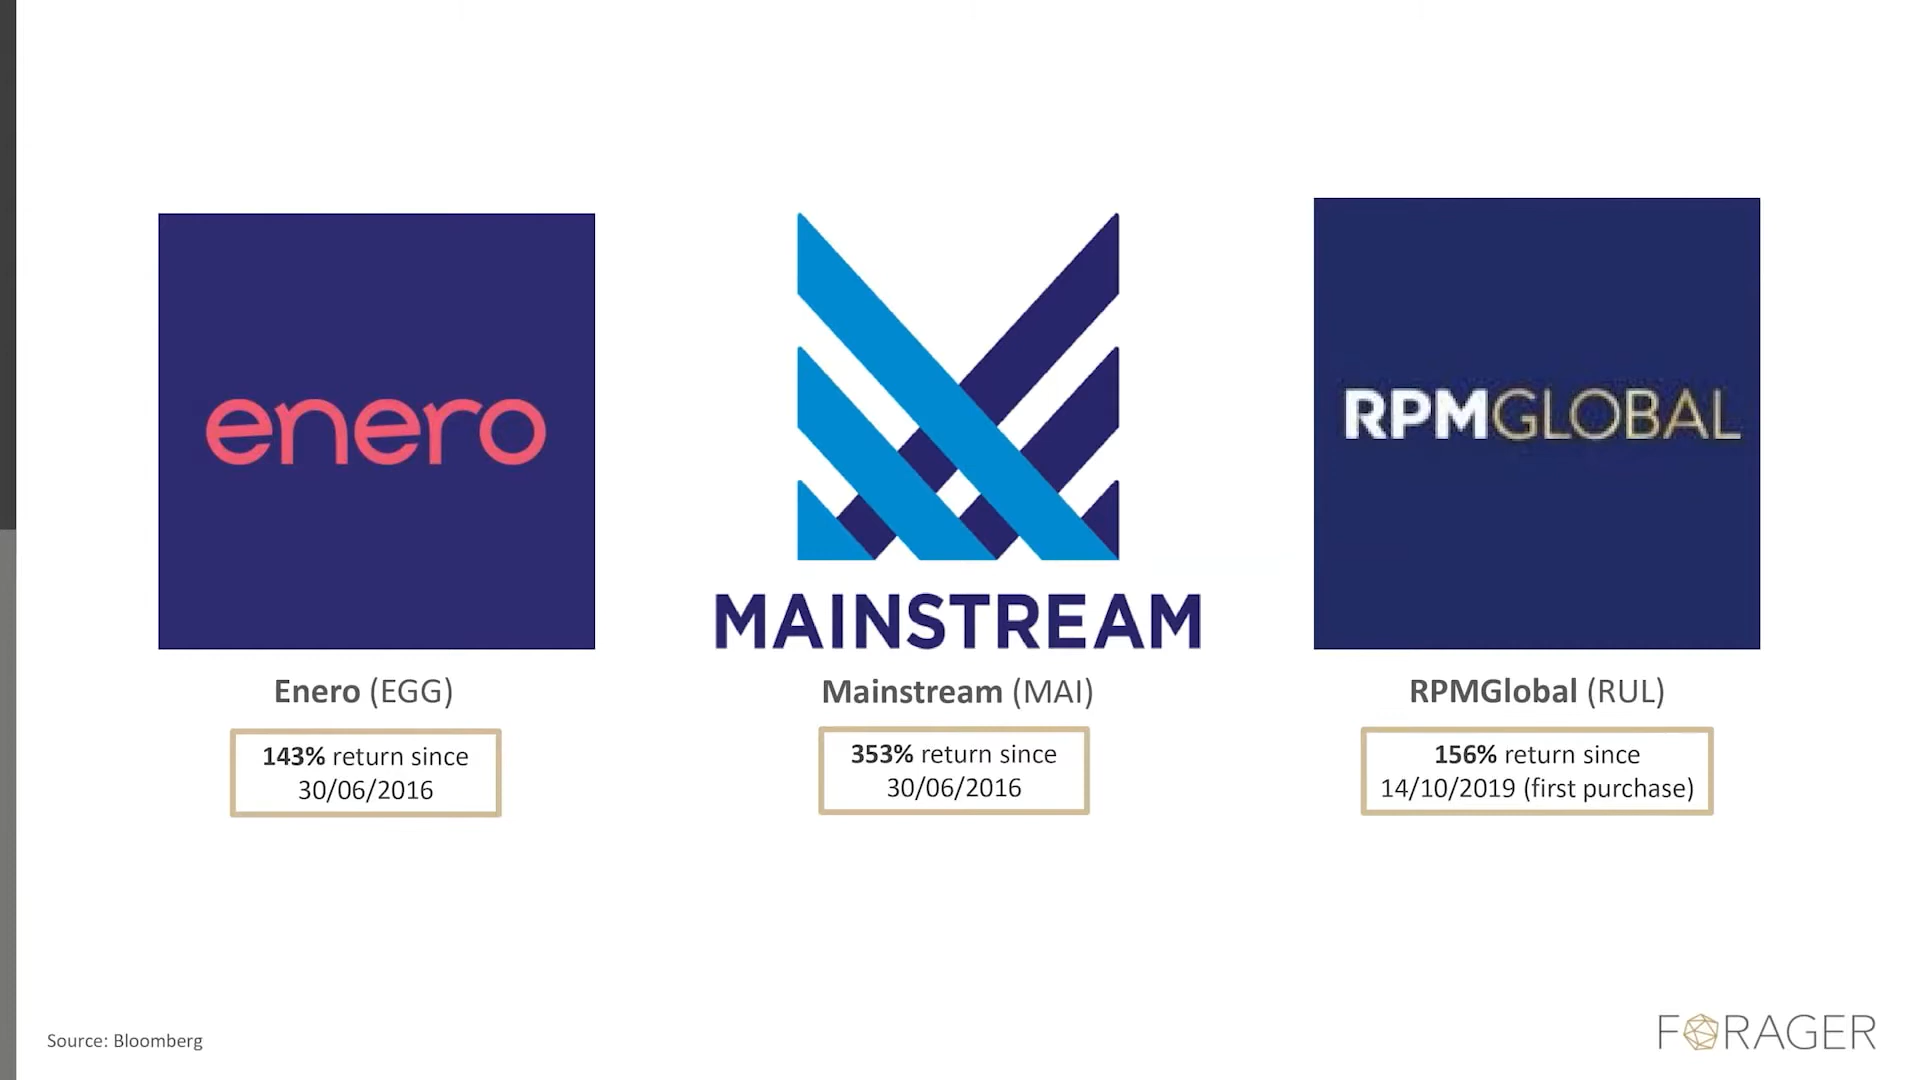 enero
MAINSTREAM
RPMGLOBAL
Enero (EGG)
143% return since
30/06/2016
Mainstream (MAI)
353% return since
30/06/2016
RPMGlobal (RUL)
156% return since
14/10/2019 (first purchase)
Source: Bloomberg
FORAGER